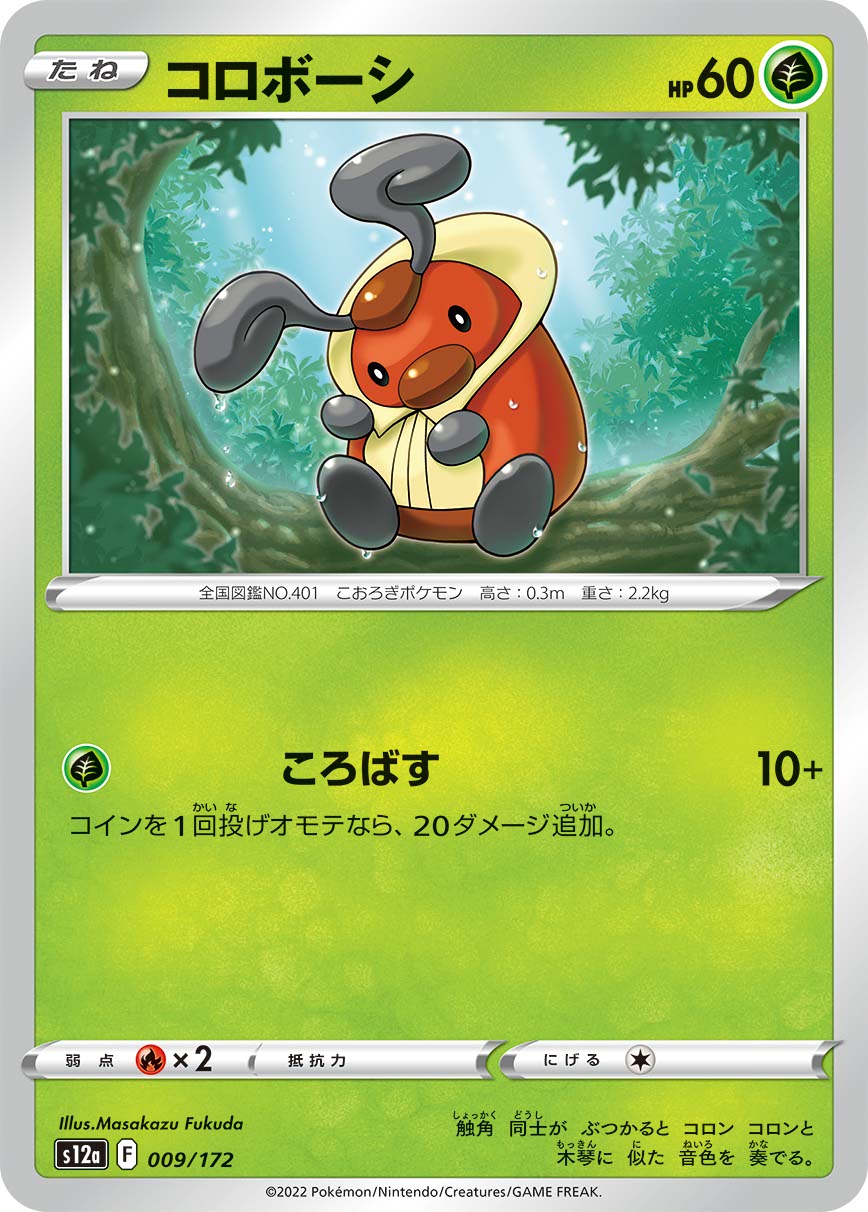 たね コロボーシ HP60
全国図鑑NO.401 こおろぎポケモン 高さ：0.3m 重さ：2.2kg
ころばす 10+
コインを1回投げオモテなら、20ダメージ追加。
弱点 ×2 抵抗力 にげる
Illus.Masakazu Fukuda
s12a F 009/172
触角 同士が ぶつかると コロン コロンと
木琴に 似た 音色を 奏でる。
©2022 Pokémon/Nintendo/Creatures/GAME FREAK.